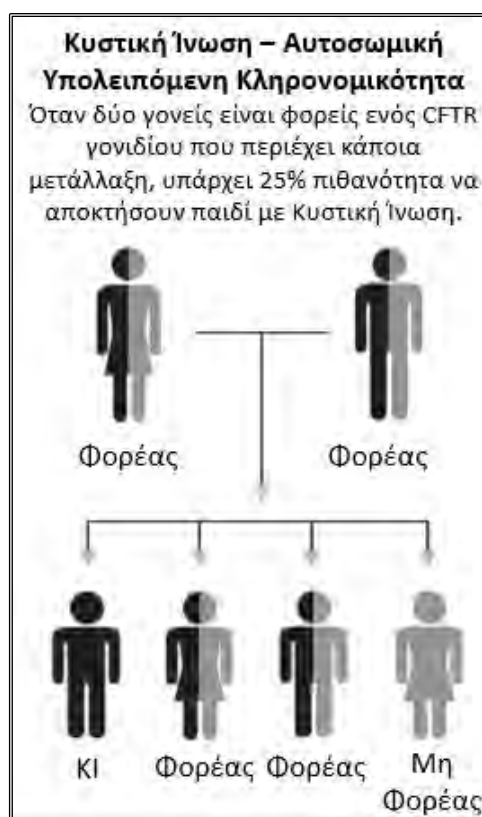 Κυστική Ίνωση – Αυτοσωμική
Υπολειπόμενη Κληρονομικότητα
Όταν δύο γονείς είναι φορείς ενός CFTR
γονιδίου που περιέχει κάποια
μετάλλαξη, υπάρχει 25% πιθανότητα να
αποκτήσουν παιδί με Κυστική Ίνωση.
Φορέας Φορέας
ΚΙ Φορέας Φορέας Μη
Φορέας